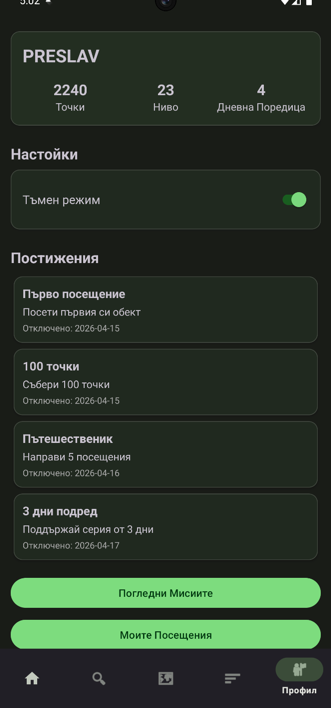 5:02
PRESLAV
2240 23 4
Точки Ниво Дневна Поредица
Настойки
Тъмен режим
Постижения
Първо посещение
Посети първия си обект
Отключено: 2026-04-15
100 точки
Събери 100 точки
Отключено: 2026-04-15
Пътешественик
Направи 5 посещения
Отключено: 2026-04-16
3 дни подред
Поддържай серия от 3 дни
Отключено: 2026-04-17
Погледни Мисиите
Моите Посещения
Профил